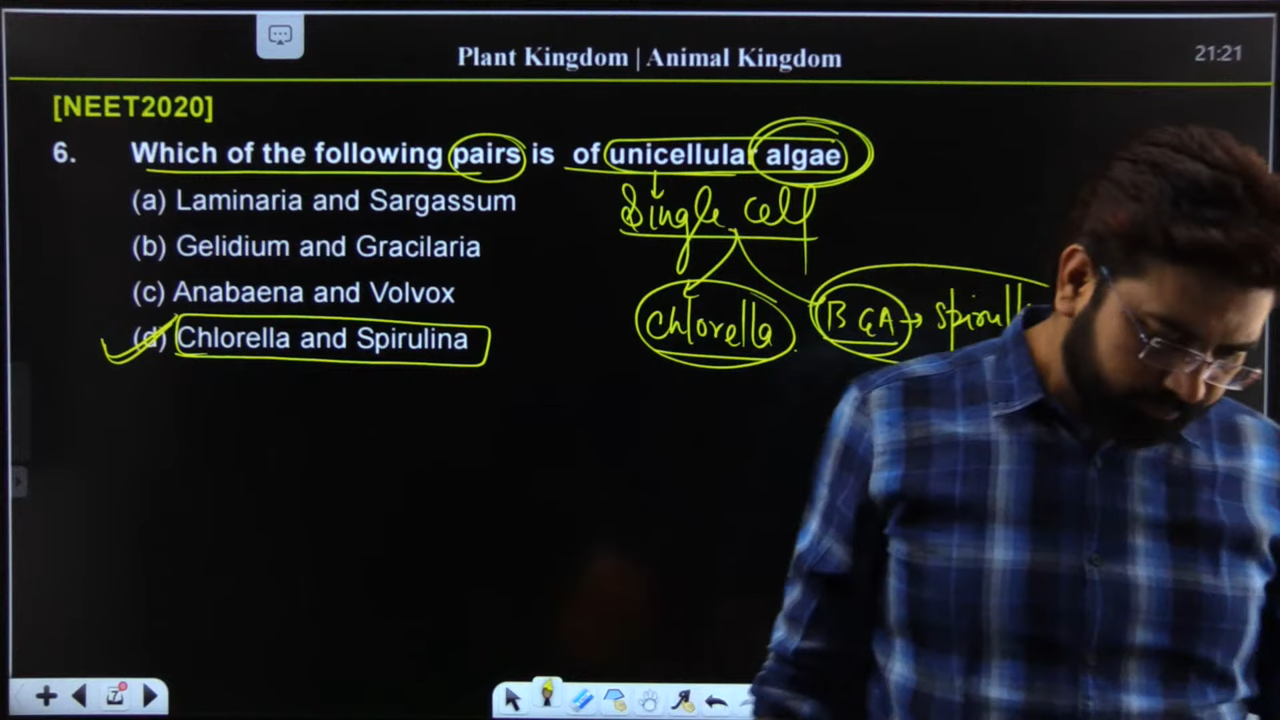 Plant Kingdom | Animal Kingdom
21:21
[NEET2020]
6. Which of the following pairs is of unicellular algae
(a) Laminaria and Sargassum
(b) Gelidium and Gracilaria
(c) Anabaena and Volvox
(d) Chlorella and Spirulina
Single cell
Chlorella
BGA →
7